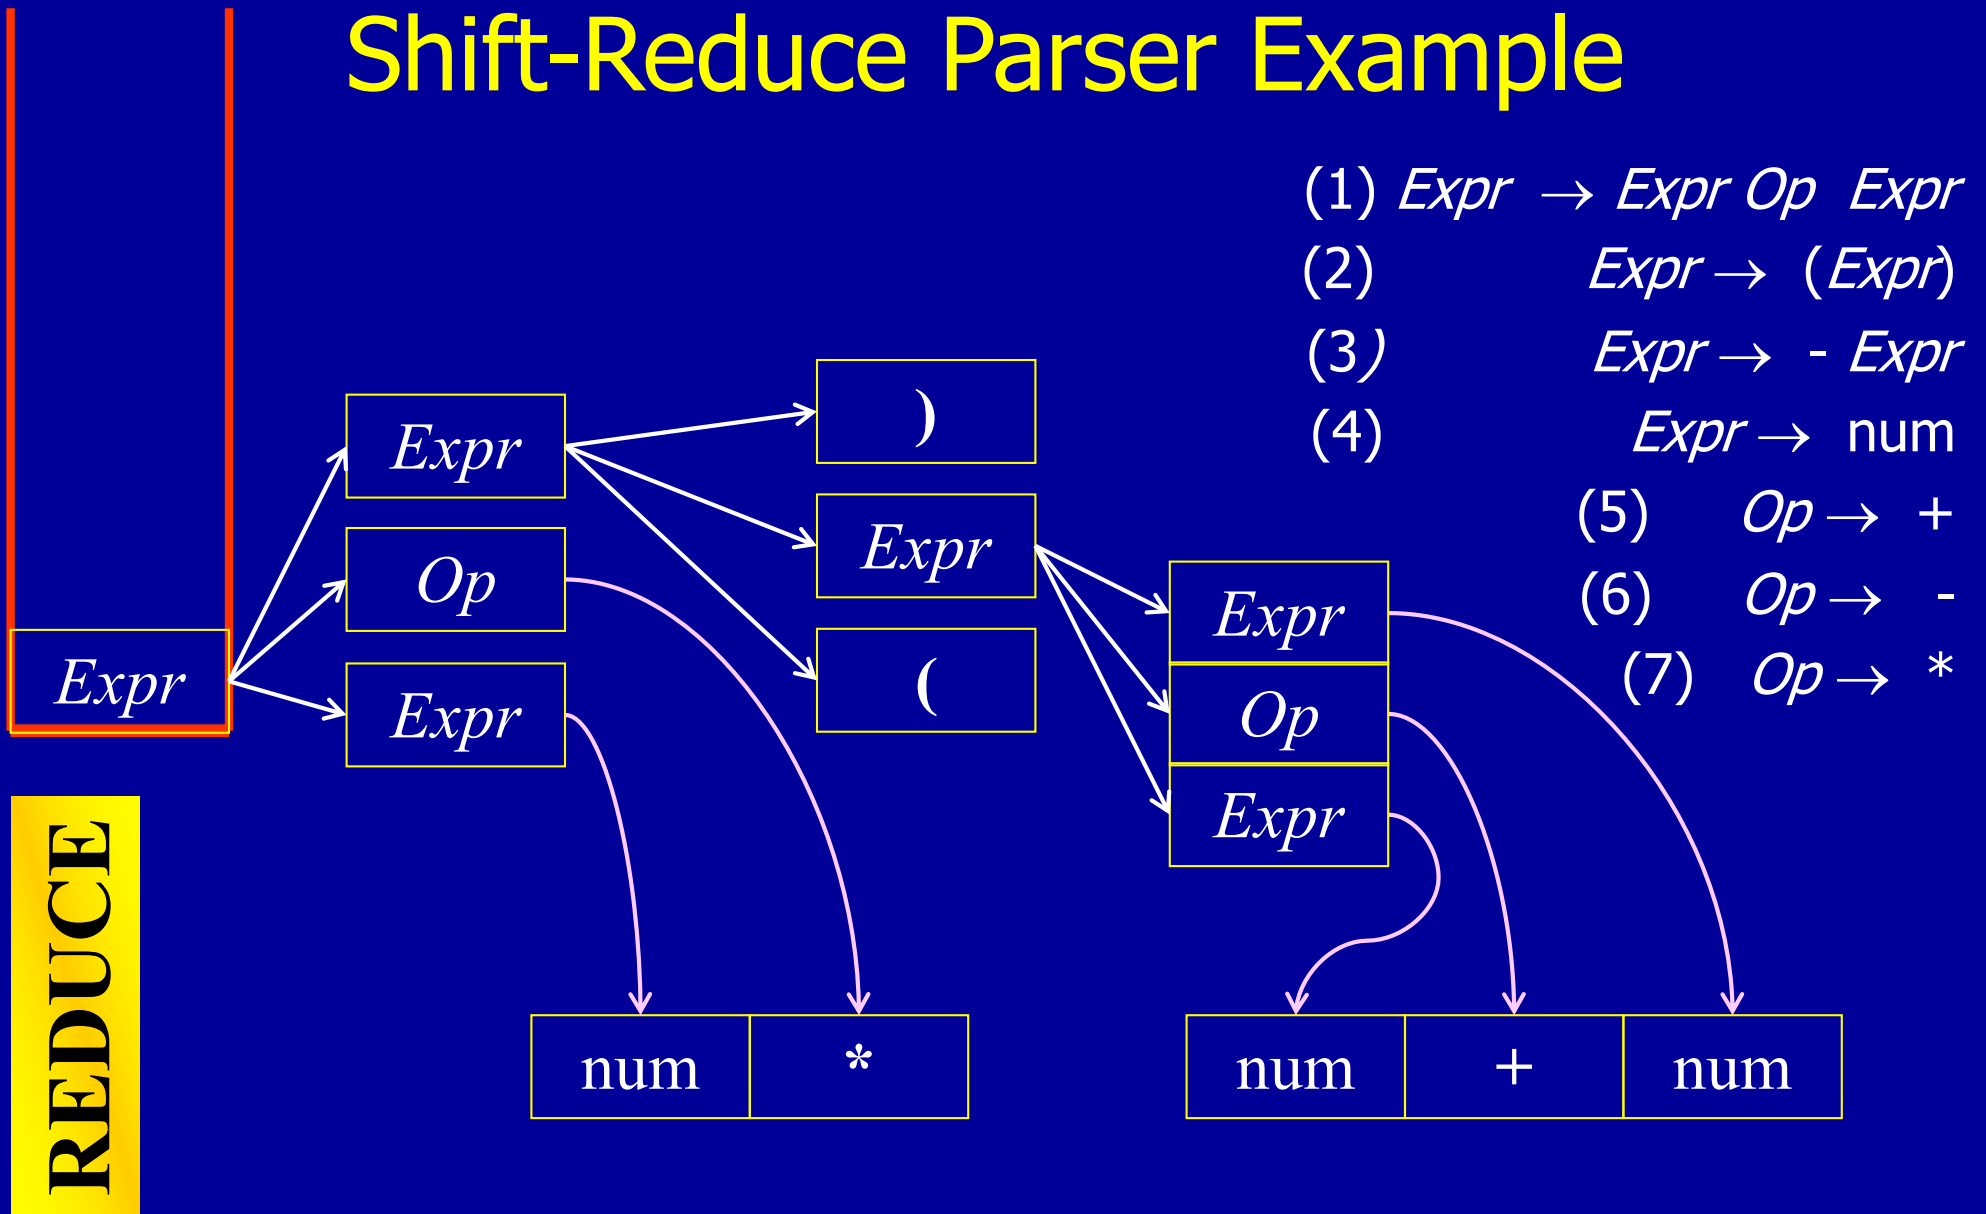 Shift-Reduce Parser Example
(1) Expr → Expr Op Expr
(2) Expr → (Expr)
(3) Expr → - Expr
(4) Expr → num
(5) Op → +
(6) Op → -
(7) Op → *
)
Expr
Expr
Op
(
Expr
Expr
Expr
Op
Expr
REDUCE
num * num + num